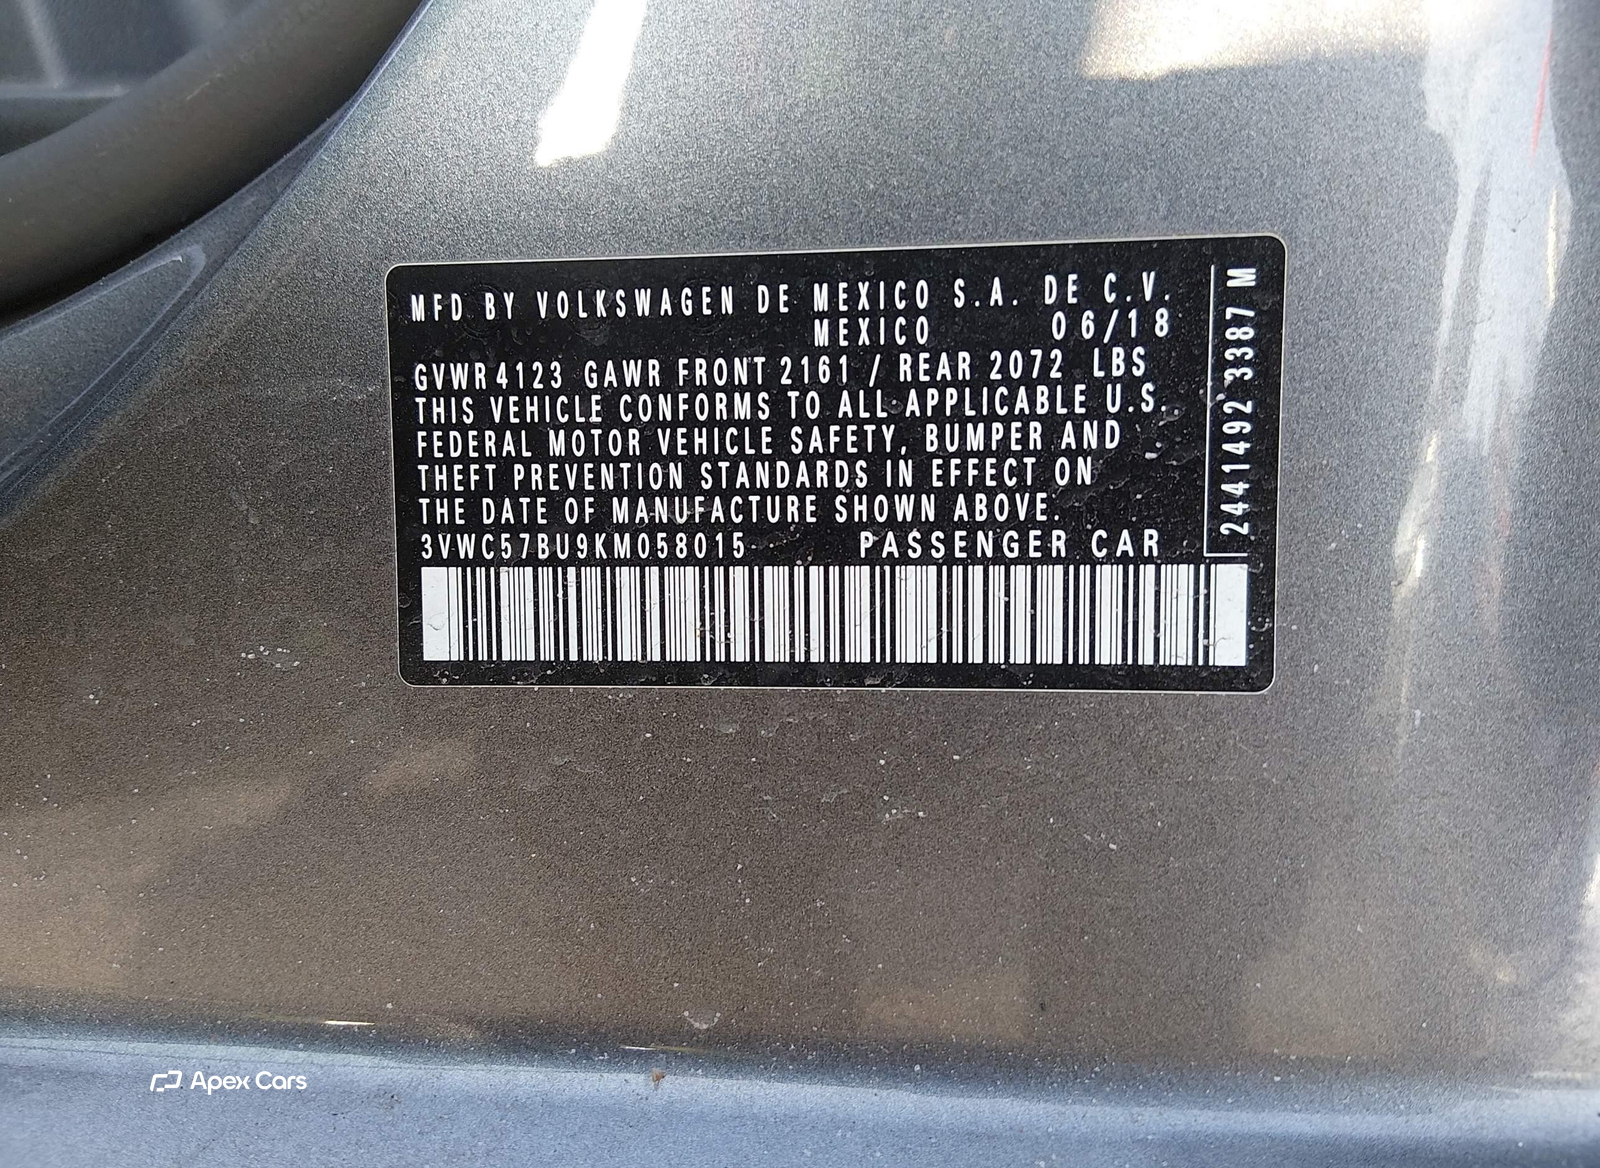 MFD BY VOLKSWAGEN DE MEXICO S.A. DE C.V.
MEXICO 06/18
GVWR 4123 GAWR FRONT 2161 / REAR 2072 LBS
THIS VEHICLE CONFORMS TO ALL APPLICABLE U.S.
FEDERAL MOTOR VEHICLE SAFETY, BUMPER AND
THEFT PREVENTION STANDARDS IN EFFECT ON
THE DATE OF MANUFACTURE SHOWN ABOVE.
3VWC57BU9KM058015 PASSENGER CAR
2441492 3387 M
Apex Cars